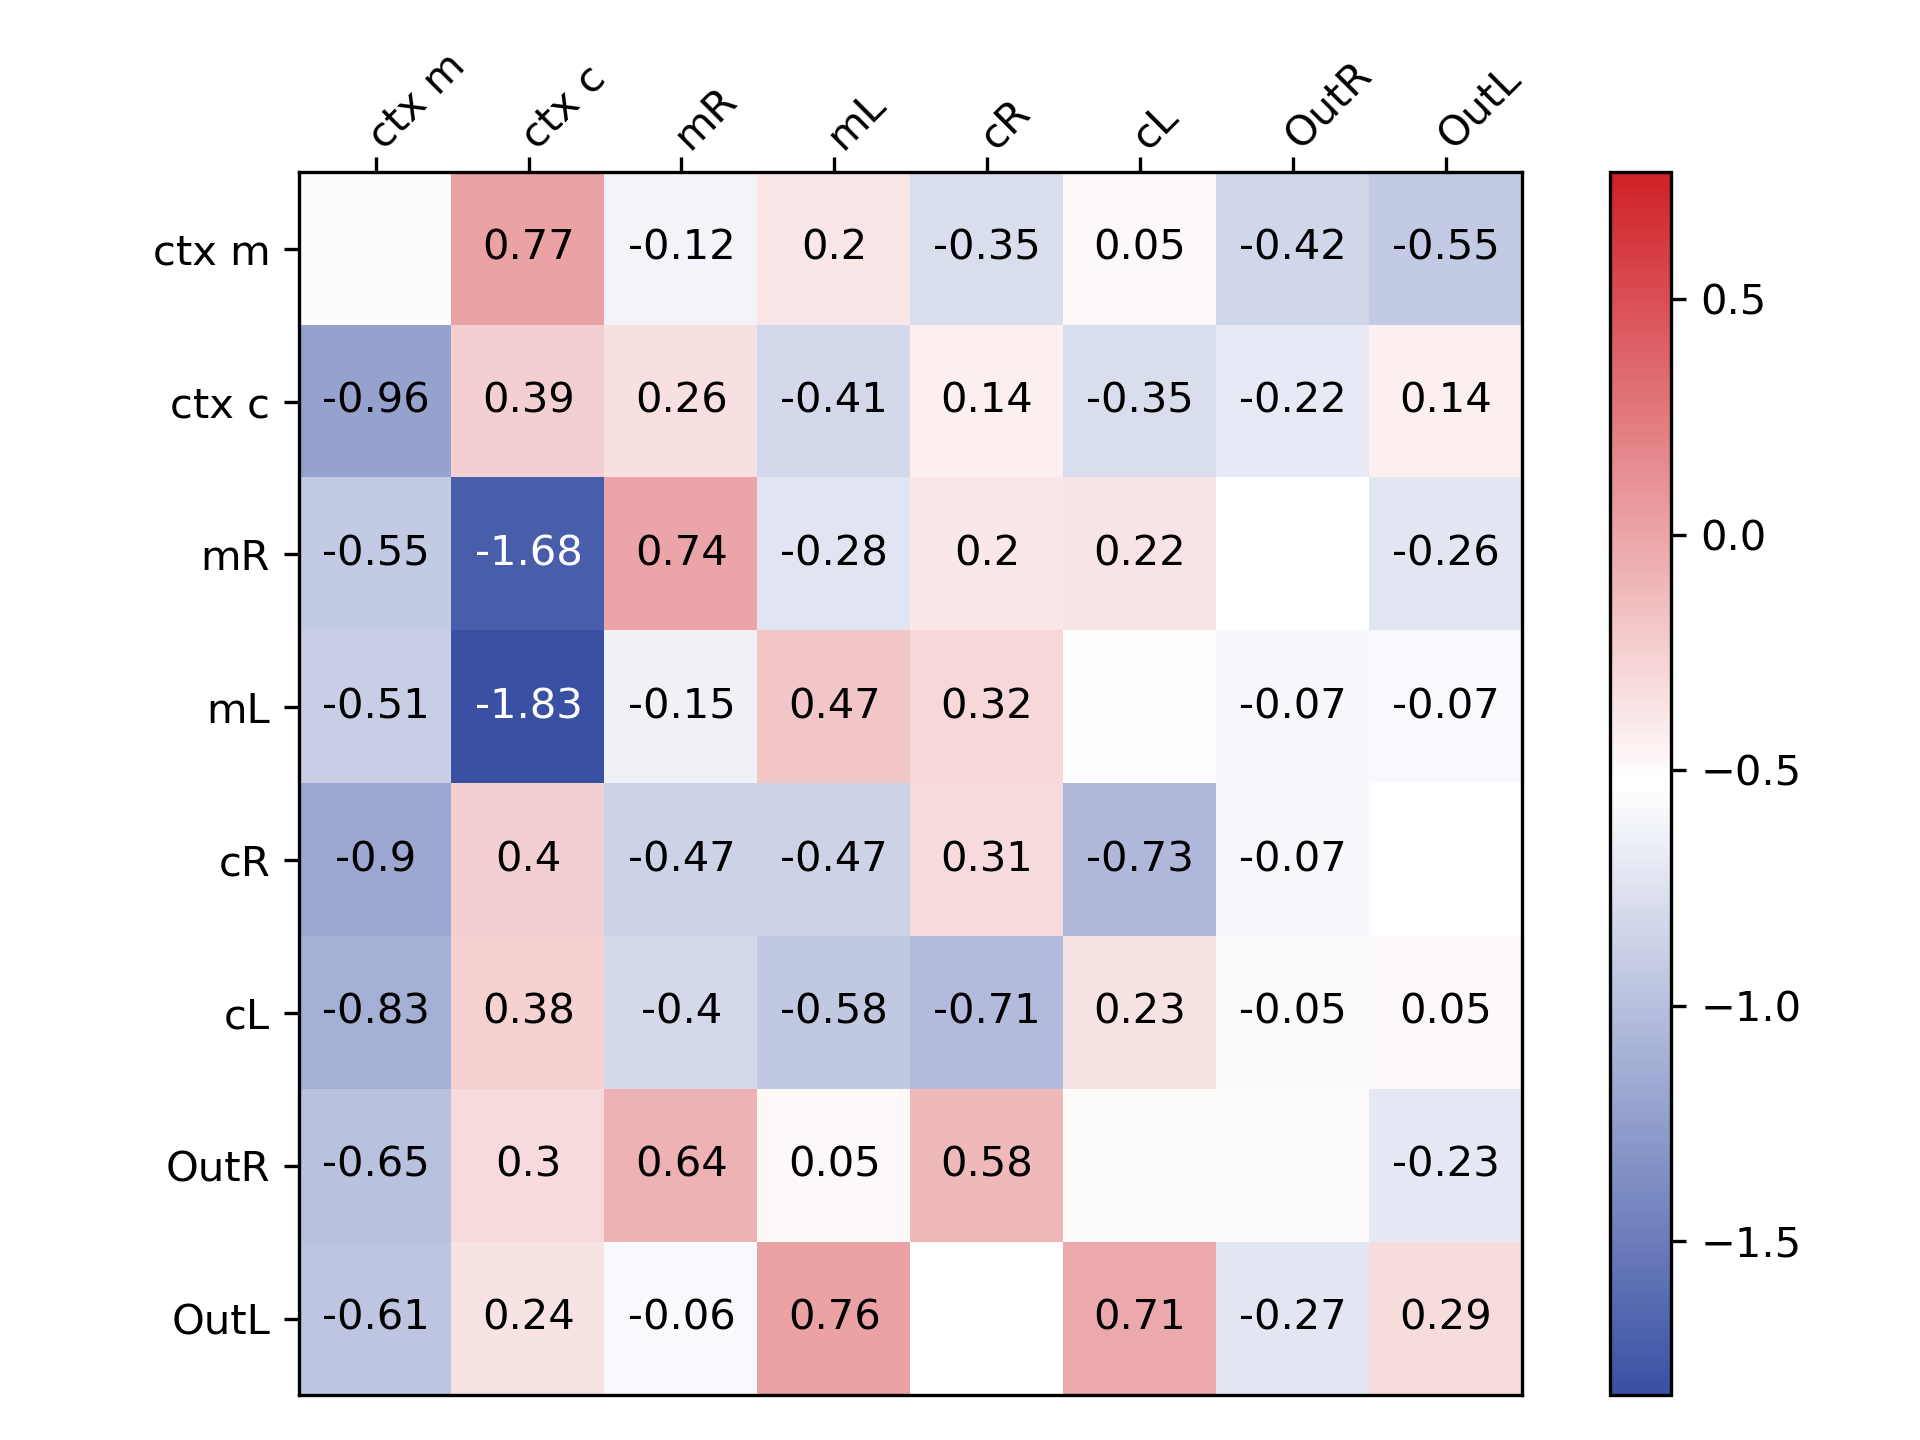 ctx m ctx c mR mL cR cL OutR OutL
ctx m 0.77 -0.12 0.2 -0.35 0.05 -0.42 -0.55
ctx c -0.96 0.39 0.26 -0.41 0.14 -0.35 -0.22 0.14
mR -0.55 -1.68 0.74 -0.28 0.2 0.22 -0.26
mL -0.51 -1.83 -0.15 0.47 0.32 -0.07 -0.07
cR -0.9 0.4 -0.47 -0.47 0.31 -0.73 -0.07
cL -0.83 0.38 -0.4 -0.58 -0.71 0.23 -0.05 0.05
OutR -0.65 0.3 0.64 0.05 0.58 -0.23
OutL -0.61 0.24 -0.06 0.76 0.71 -0.27 0.29
0.5
0.0
−0.5
−1.0
−1.5